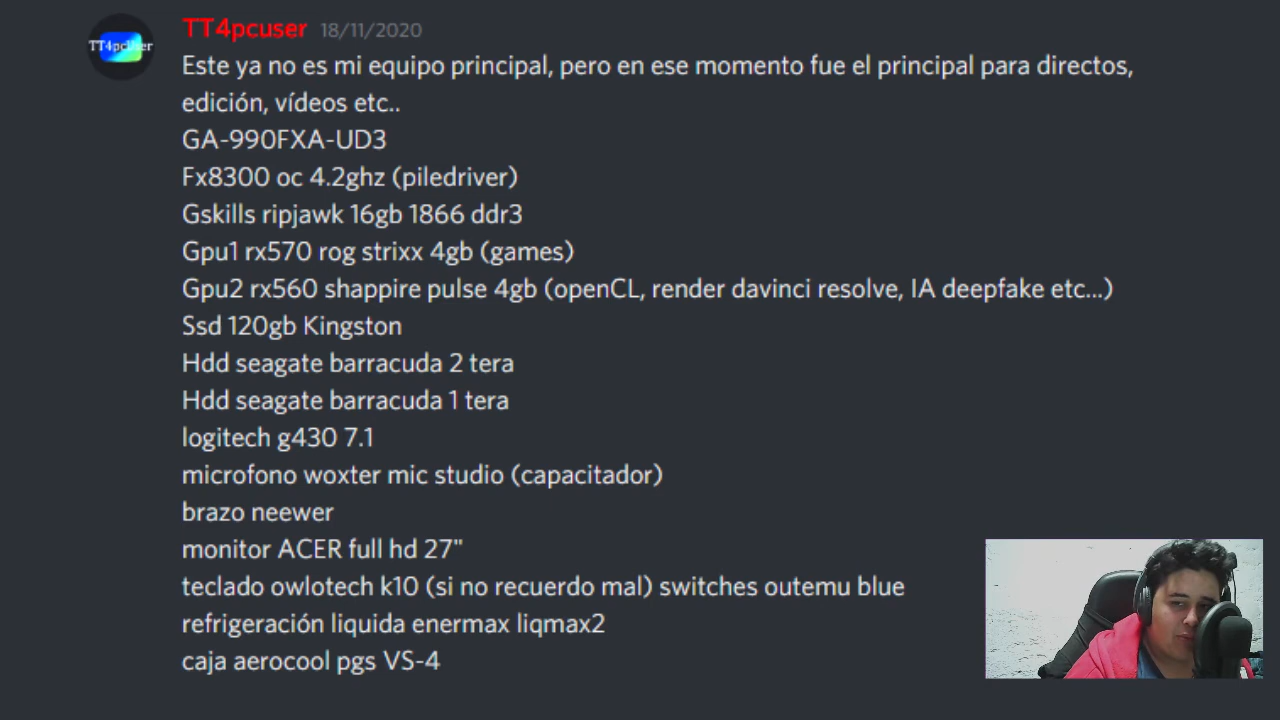 TT4pcuser 18/11/2020
TT4pcUser
Este ya no es mi equipo principal, pero en ese momento fue el principal para directos,
edición, vídeos etc..
GA-990FXA-UD3
Fx8300 oc 4.2ghz (piledriver)
Gskills ripjawk 16gb 1866 ddr3
Gpu1 rx570 rog strixx 4gb (games)
Gpu2 rx560 shappire pulse 4gb (openCL, render davinci resolve, IA deepfake etc...)
Ssd 120gb Kingston
Hdd seagate barracuda 2 tera
Hdd seagate barracuda 1 tera
logitech g430 7.1
microfono woxter mic studio (capacitador)
brazo neewer
monitor ACER full hd 27"
teclado owlotech k10 (si no recuerdo mal) switches outemu blue
refrigeración liquida enermax liqmax2
caja aerocool pgs VS-4